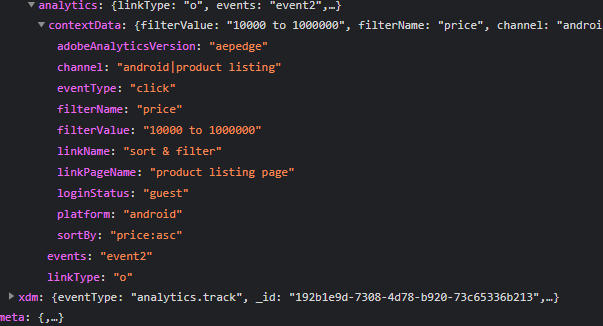 analytics: {linkType: "o", events: "event2",…}
contextData: {filterValue: "10000 to 1000000", filterName: "price", channel: "androi
adobeAnalyticsVersion: "aepedge"
channel: "android|product listing"
eventType: "click"
filterName: "price"
filterValue: "10000 to 1000000"
linkName: "sort & filter"
linkPageName: "product listing page"
loginStatus: "guest"
platform: "android"
sortBy: "price:asc"
events: "event2"
linkType: "o"
xdm: {eventType: "analytics.track", _id: "192b1e9d-7308-4d78-b920-73c65336b213",…}
meta: {,…}